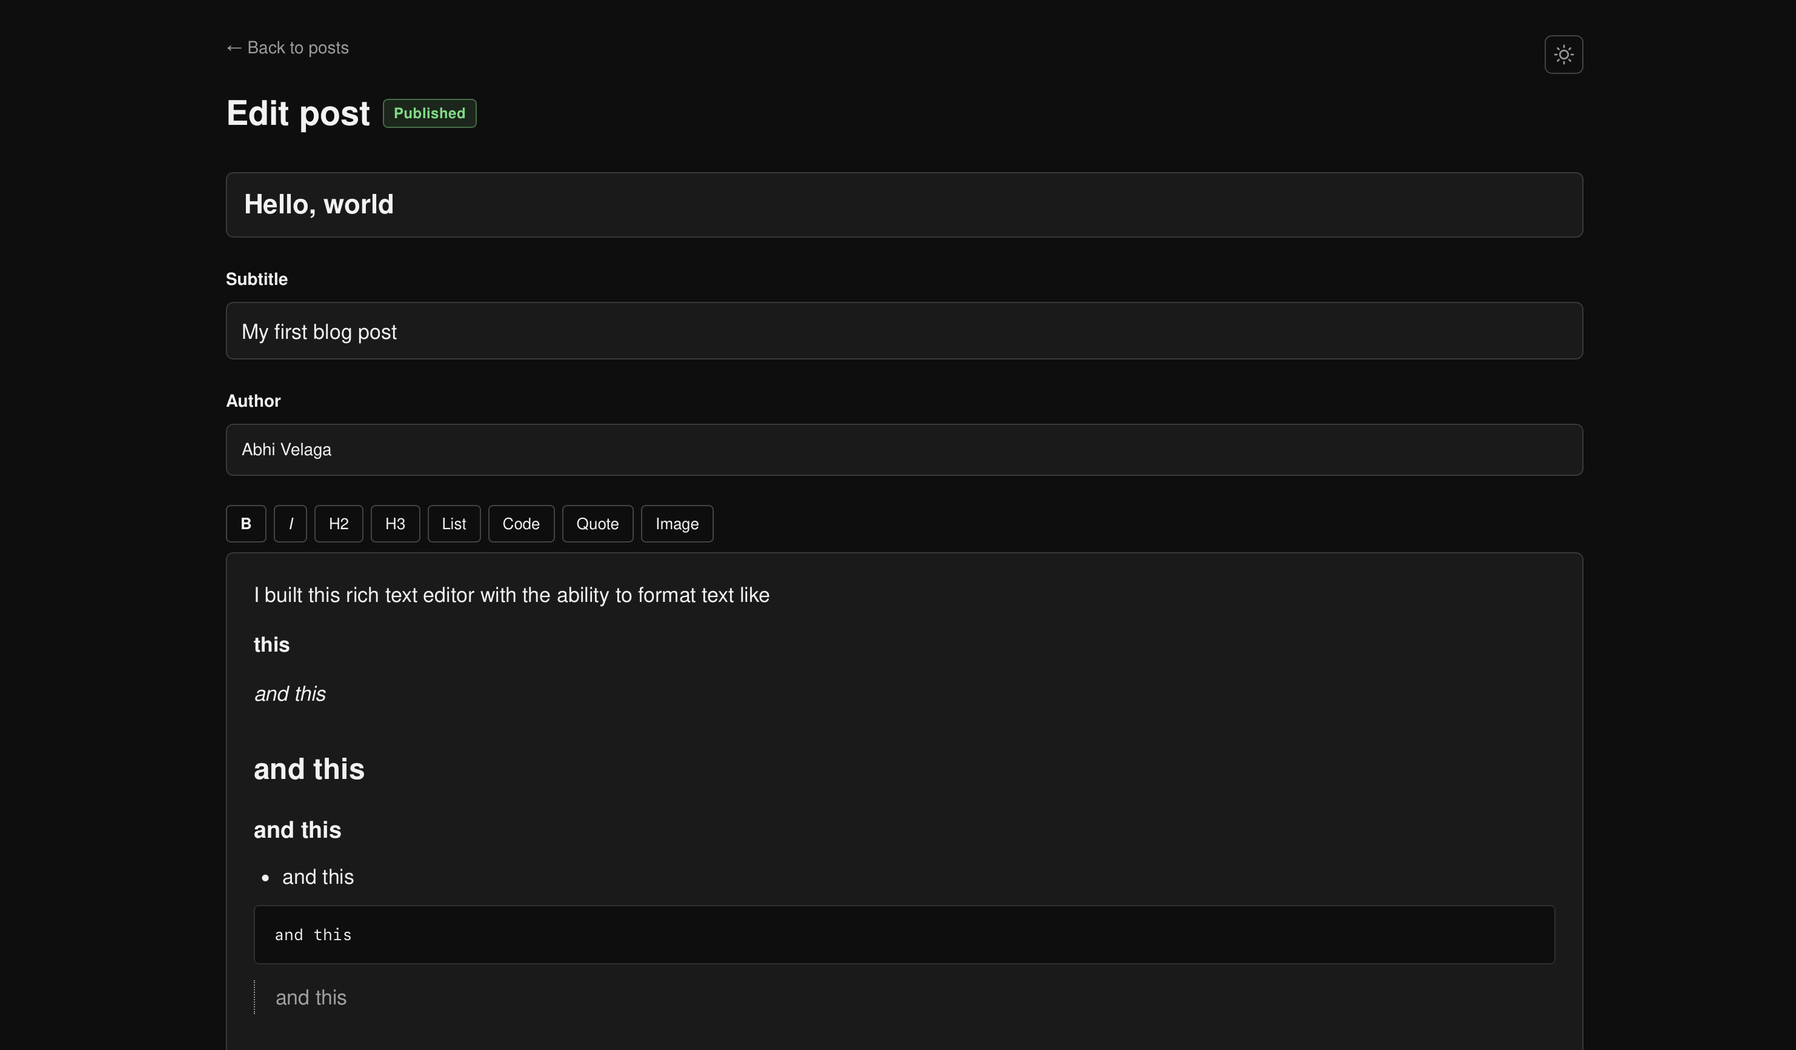 ← Back to posts
Edit post Published
Hello, world
Subtitle
My first blog post
Author
Abhi Velaga
B I H2 H3 List Code Quote Image
I built this rich text editor with the ability to format text like
this
and this
and this
and this
• and this
and this
and this